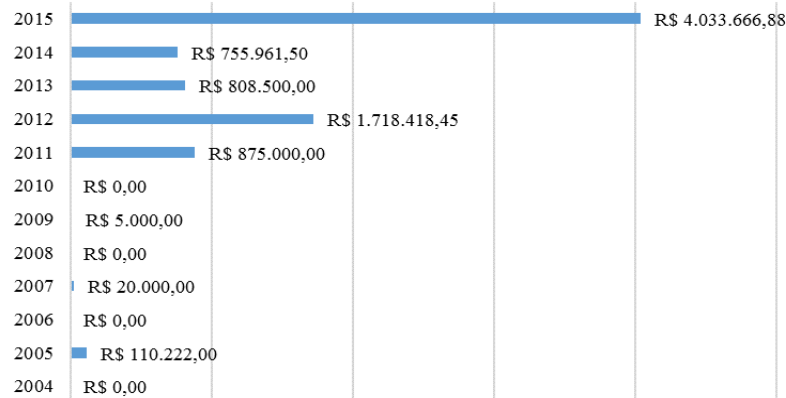 2015 R$ 4.033.666,88
2014 R$ 755.961,50
2013 R$ 808.500,00
2012 R$ 1.718.418,45
2011 R$ 875.000,00
2010 R$ 0,00
2009 R$ 5.000,00
2008 R$ 0,00
2007 R$ 20.000,00
2006 R$ 0,00
2005 R$ 110.222,00
2004 R$ 0,00